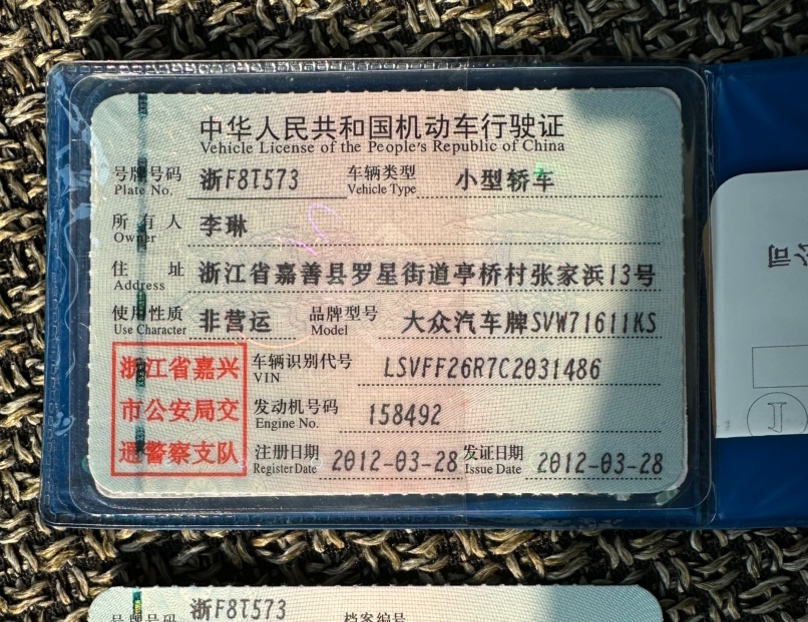 中华人民共和国机动车行驶证
Vehicle License of the People's Republic of China
号牌号码 浙F8T573 车辆类型 小型轿车
Plate No. Vehicle Type
所有人 李琳
Owner
住址 浙江省嘉善县罗星街道亭桥村张家浜13号
Address
使用性质 非营运 品牌型号 大众汽车牌SVW71611KS
Use Character Model
浙江省嘉兴 车辆识别代号 LSVFF26R7C2031486
VIN
市公安局交 发动机号码 158492
Engine No.
通警察支队 注册日期 2012-03-28 发证日期 2012-03-28
Register Date Issue Date
号牌号码 浙F8T573 档案编号